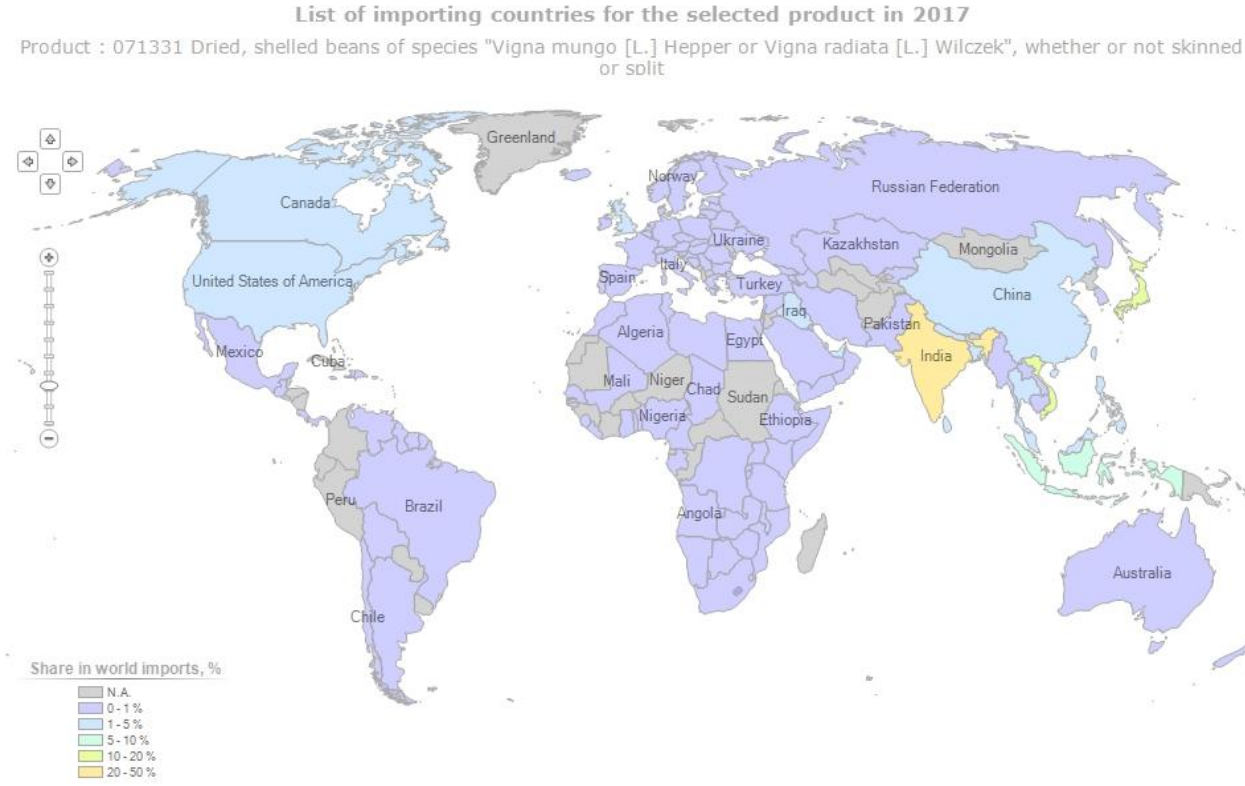 List of importing countries for the selected product in 2017
Product : 071331 Dried, shelled beans of species "Vigna mungo [L.] Hepper or Vigna radiata [L.] Wilczek", whether or not skinned
or split
Greenland
Norway
Russian Federation
Canada
Ukraine
Kazakhstan
Mongolia
Italy
Spain
Turkey
United States of America
China
Iraq
Pakistan
Algeria
Egypt
Mexico
Cuba
India
Mali
Niger
Chad
Sudan
Nigeria
Ethiopia
Peru
Brazil
Angola
Australia
Chile
Share in world imports, %
N.A.
0 - 1 %
1 - 5 %
5 - 10 %
10 - 20 %
20 - 50 %